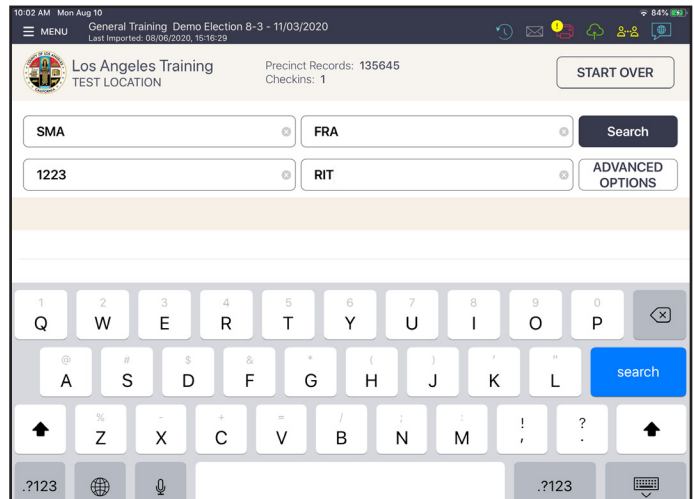 10:02 AM Mon Aug 10
84%
MENU
General Training Demo Election 8-3 - 11/03/2020
Last Imported: 08/06/2020, 15:16:29
Los Angeles Training
TEST LOCATION
Precinct Records: 135645
Checkins: 1
START OVER
SMA
FRA
Search
1223
RIT
ADVANCED
OPTIONS
1 2 3 4 5 6 7 8 9 0
Q W E R T Y U I O P
@ # $ & * ( ) ' "
A S D F G H J K L
search
% - + = / ; : ! ?
Z X C V B N M , .
.?123
.?123